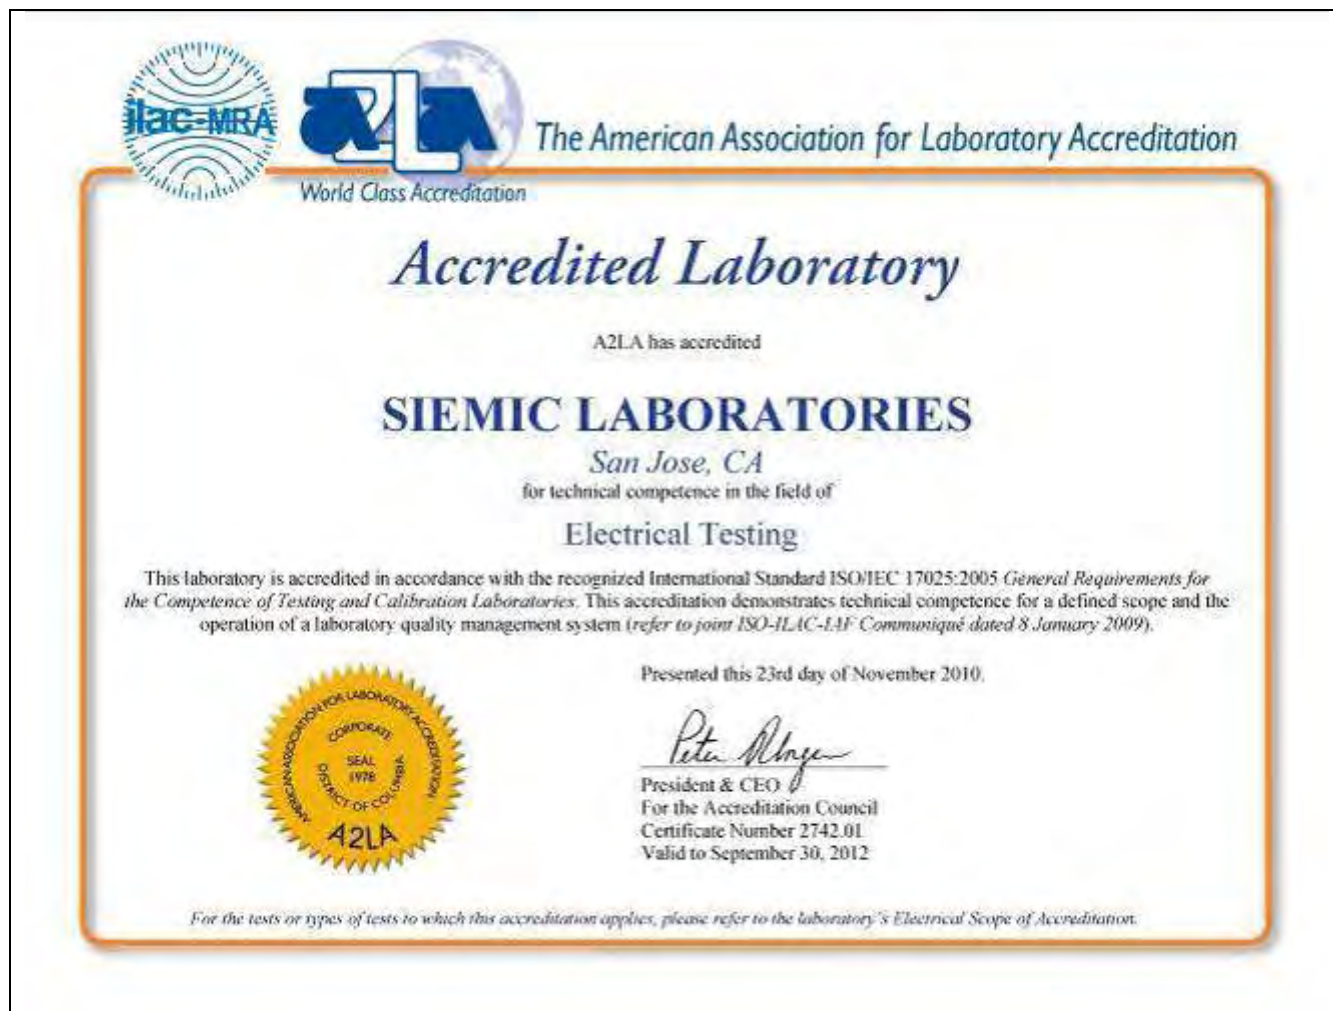 ilac-MRA
a2la
World Class Accreditation
The American Association for Laboratory Accreditation
Accredited Laboratory
A2LA has accredited
SIEMIC LABORATORIES
San Jose, CA
for technical competence in the field of
Electrical Testing
This laboratory is accredited in accordance with the recognized International Standard ISO/IEC 17025:2005 General Requirements for
the Competence of Testing and Calibration Laboratories. This accreditation demonstrates technical competence for a defined scope and the
operation of a laboratory quality management system (refer to joint ISO-ILAC-IAF Communiqué dated 8 January 2009).
AMERICAN ASSOCIATION FOR LABORATORY ACCREDITATION
CORPORATE
SEAL
1978
DISTRICT OF COLUMBIA
A2LA
Presented this 23rd day of November 2010.
Peter
President & CEO
For the Accreditation Council
Certificate Number 2742.01
Valid to September 30, 2012
For the tests or types of tests to which this accreditation applies, please refer to the laboratory's Electrical Scope of Accreditation.